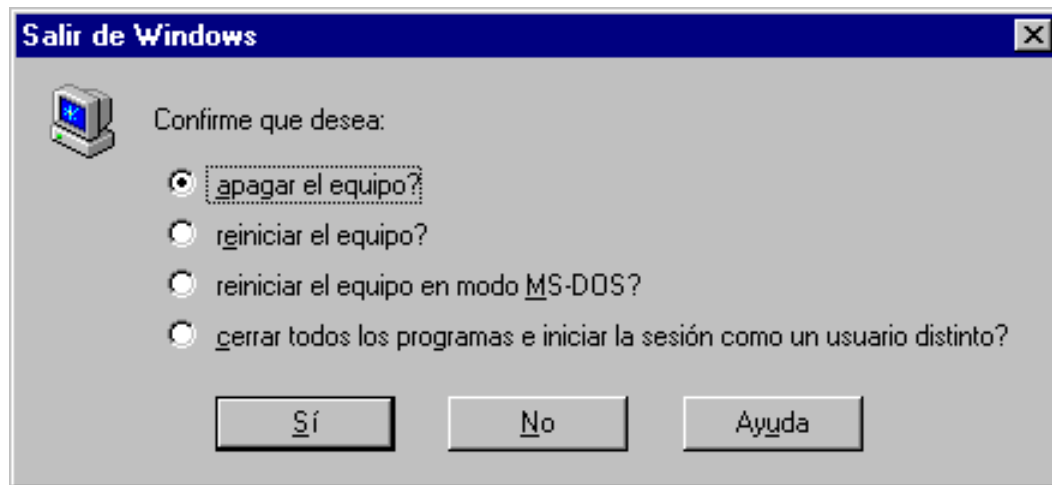 Salir de Windows
Confirme que desea:
apagar el equipo?
reiniciar el equipo?
reiniciar el equipo en modo MS-DOS?
cerrar todos los programas e iniciar la sesión como un usuario distinto?
Sí No Ayuda